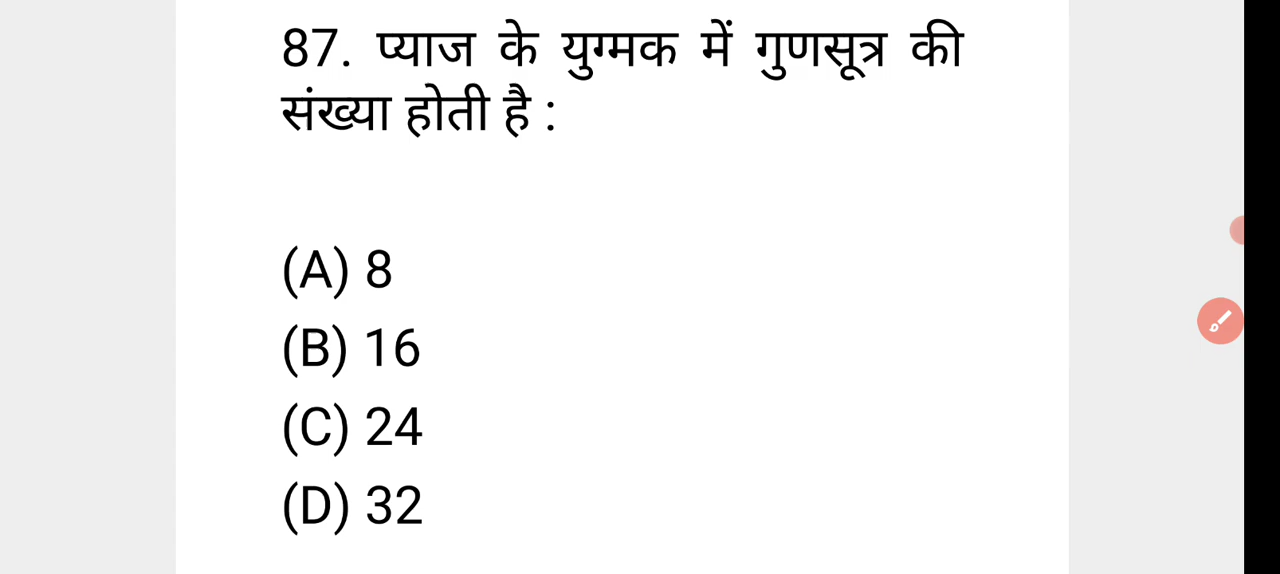 87. प्याज के युग्मक में गुणसूत्र की
संख्या होती है :
(A) 8
(B) 16
(C) 24
(D) 32